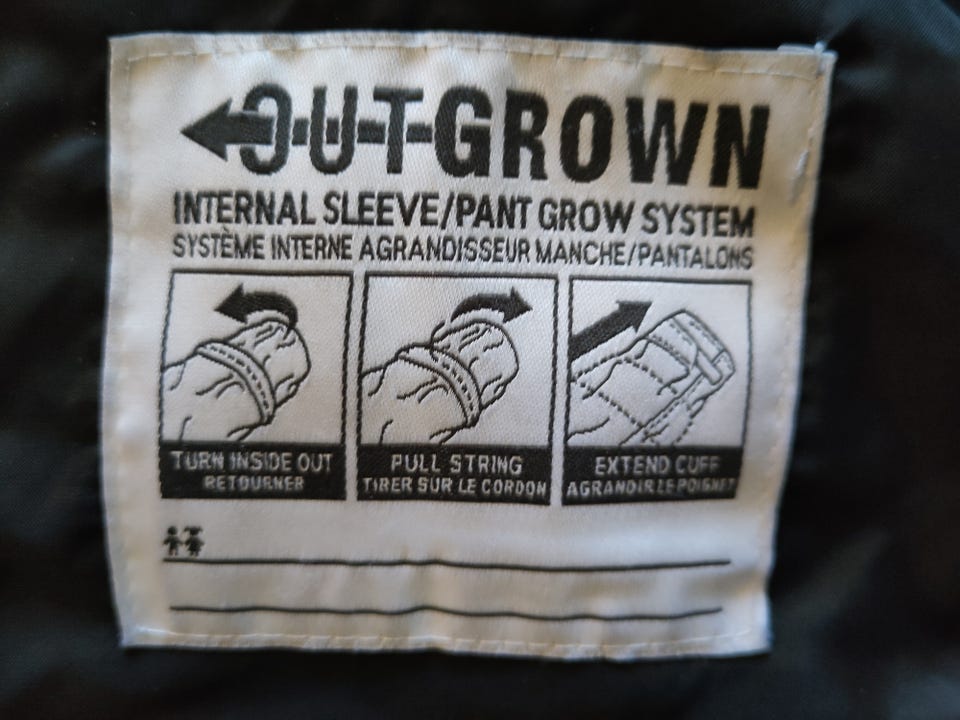 OUTGROWN
INTERNAL SLEEVE/PANT GROW SYSTEM
SYSTÈME INTERNE AGRANDISSEUR MANCHE/PANTALONS
TURN INSIDE OUT
RETOURNER
PULL STRING
TIRER SUR LE CORDON
EXTEND CUFF
AGRANDIR LE POIGNET